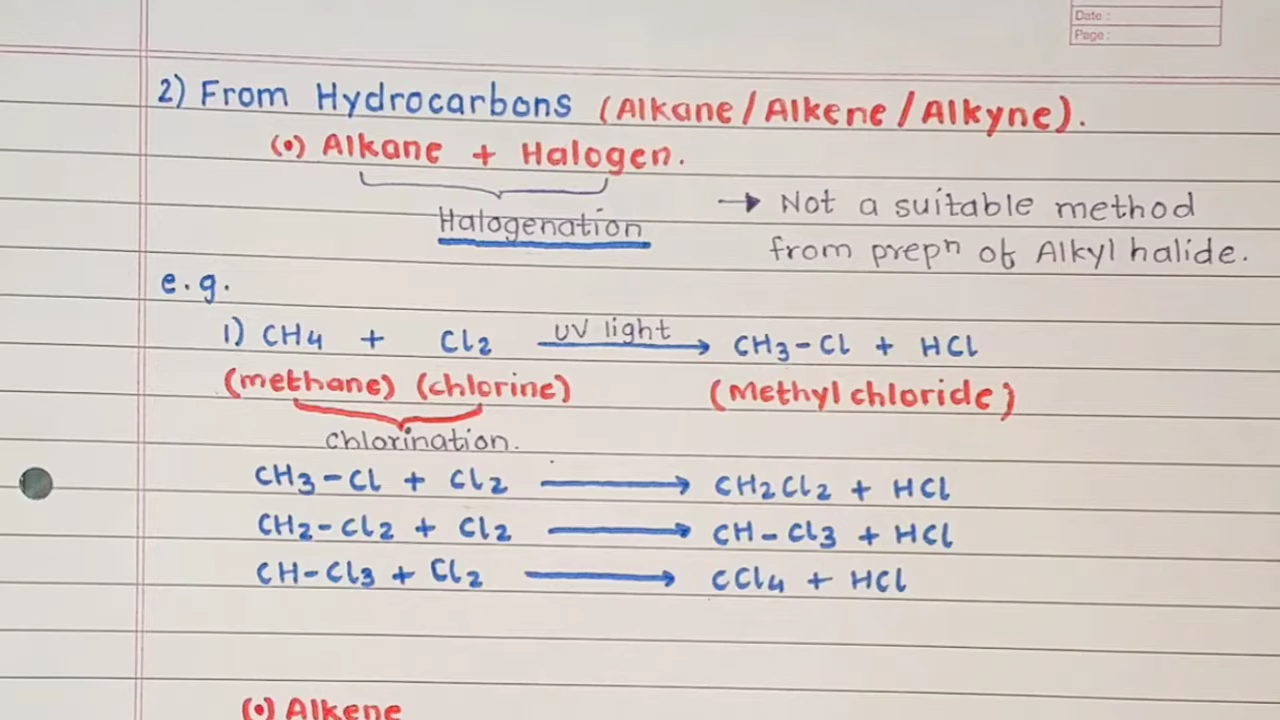 Date :
Page :
2) From Hydrocarbons (Alkane/Alkene/Alkyne).
(•) Alkane + Halogen.
Halogenation
→ Not a suitable method
from prepⁿ of Alkyl halide.
e.g.
1) CH4 + Cl2 UV light → CH3-Cl + HCl
(methane) (chlorine) (Methyl chloride)
chlorination.
CH3-Cl + Cl2 → CH2Cl2 + HCl
CH2-Cl2 + Cl2 → CH-Cl3 + HCl
CH-Cl3 + Cl2 → CCl4 + HCl
(•) Alkene